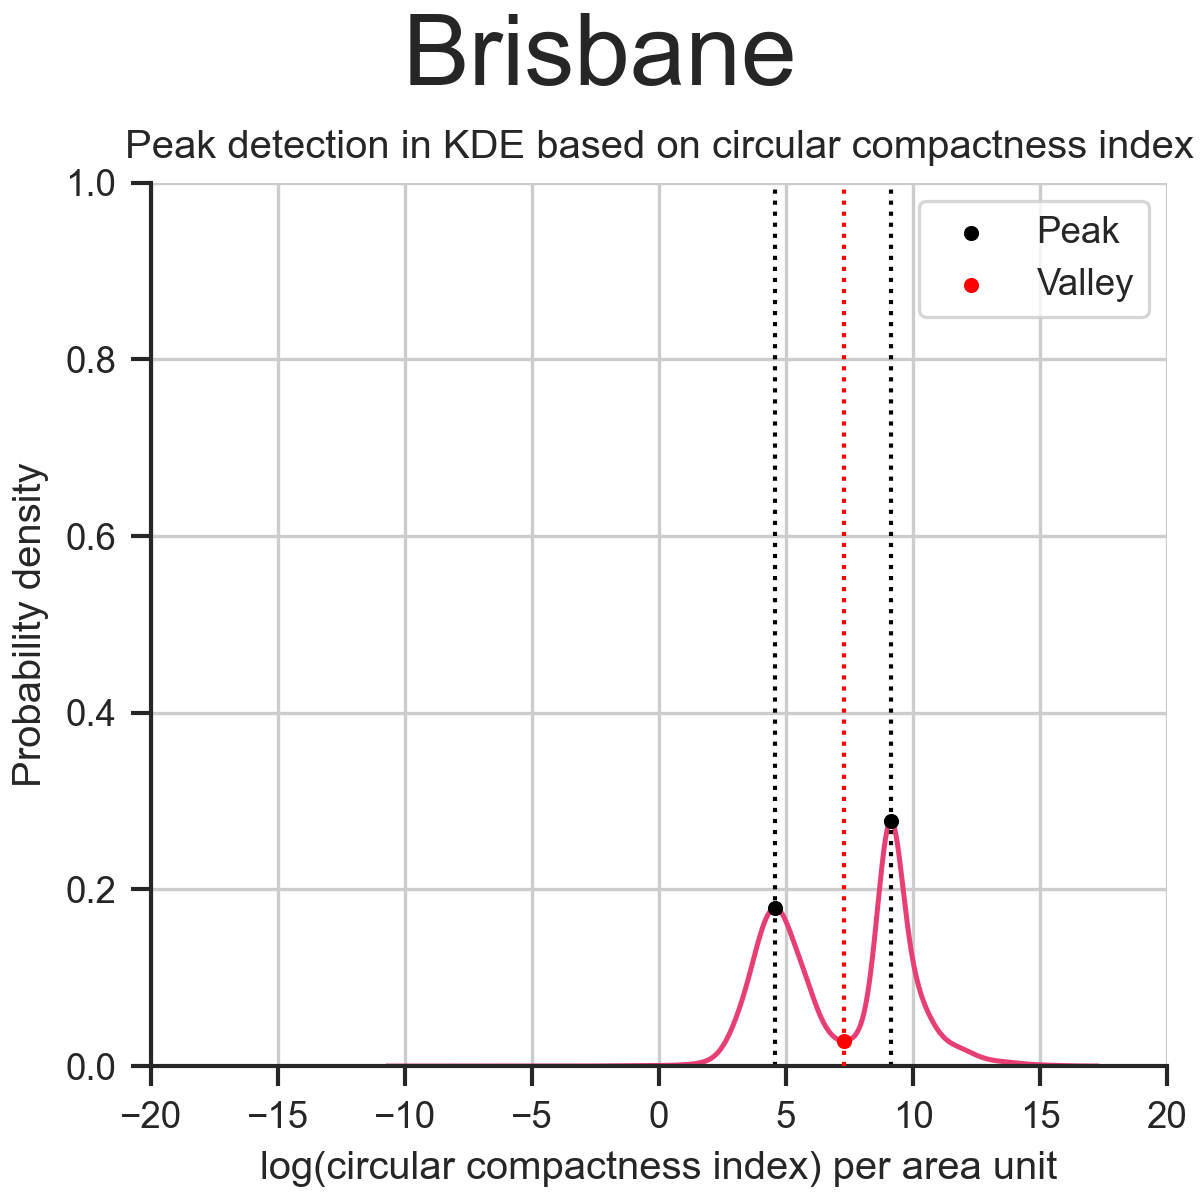 Brisbane
Peak detection in KDE based on circular compactness index
1.0
0.8
0.6
0.4
0.2
0.0
Probability density
Peak
Valley
−20 −15 −10 −5 0 5 10 15 20
log(circular compactness index) per area unit